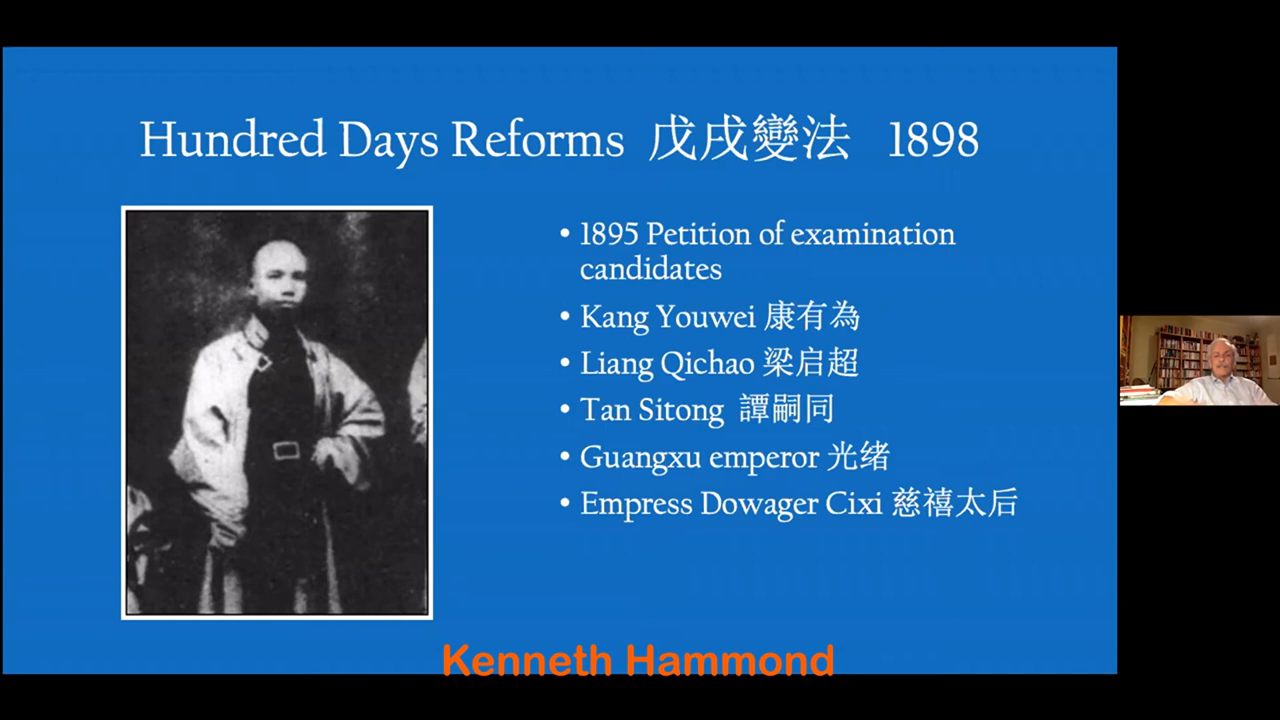 Hundred Days Reforms 戊戌變法 1898
• 1895 Petition of examination
candidates
• Kang Youwei 康有為
• Liang Qichao 梁启超
• Tan Sitong 譚嗣同
• Guangxu emperor 光绪
• Empress Dowager Cixi 慈禧太后
Kenneth Hammond